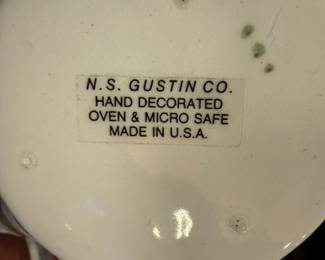 N.S. GUSTIN CO.
HAND DECORATED
OVEN & MICRO SAFE
MADE IN U.S.A.